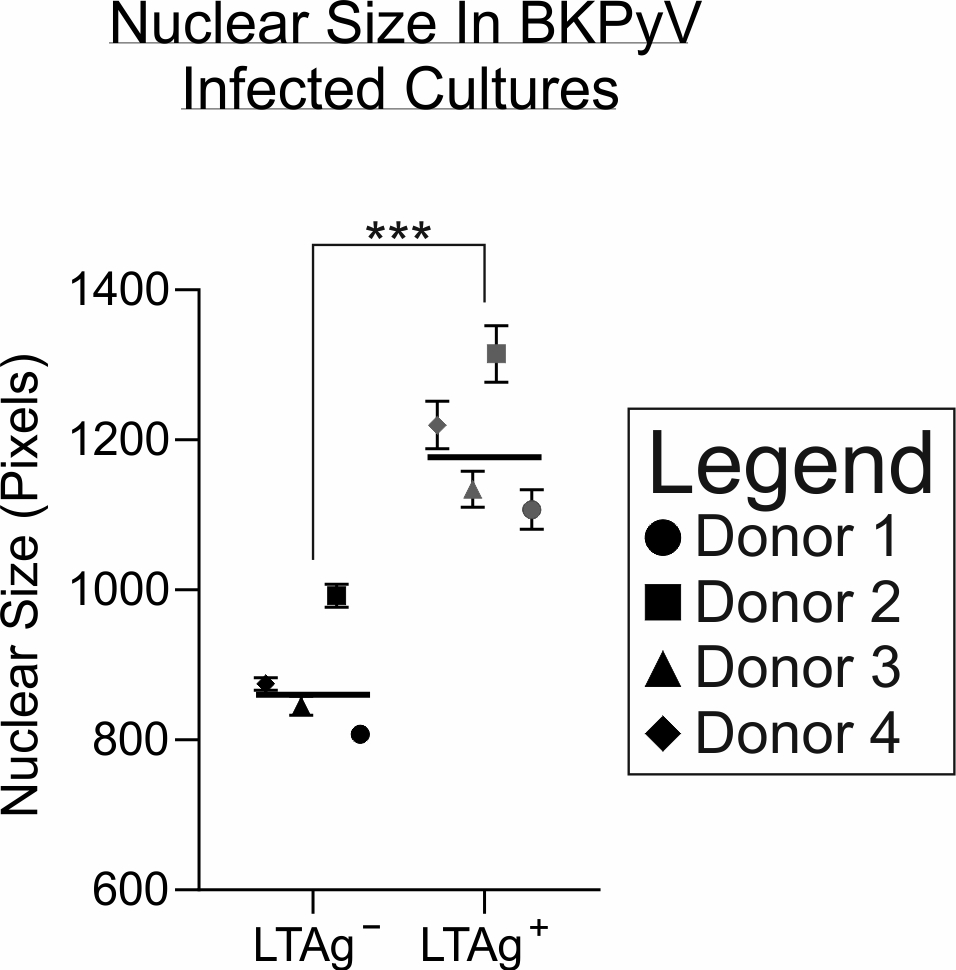 Nuclear Size In BKPyV
Infected Cultures
***
1400
1200
1000
800
600
Nuclear Size (Pixels)
LTAg⁻
LTAg⁺
Legend
Donor 1
Donor 2
Donor 3
Donor 4